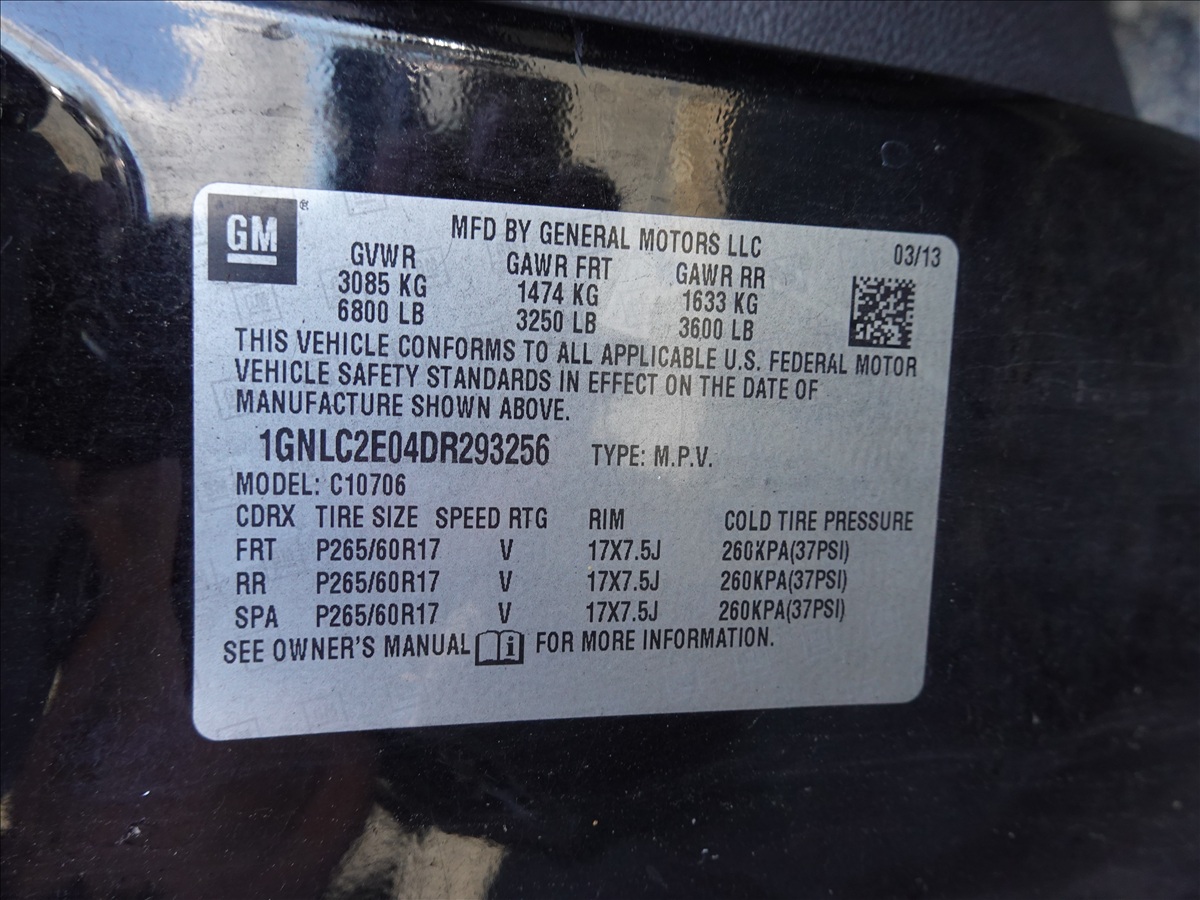 GM
MFD BY GENERAL MOTORS LLC
03/13
GVWR GAWR FRT GAWR RR
3085 KG 1474 KG 1633 KG
6800 LB 3250 LB 3600 LB
THIS VEHICLE CONFORMS TO ALL APPLICABLE U.S. FEDERAL MOTOR
VEHICLE SAFETY STANDARDS IN EFFECT ON THE DATE OF
MANUFACTURE SHOWN ABOVE.
1GNLC2E04DR293256 TYPE: M.P.V.
MODEL: C10706
CDRX TIRE SIZE SPEED RTG RIM COLD TIRE PRESSURE
FRT P265/60R17 V 17X7.5J 260KPA(37PSI)
RR P265/60R17 V 17X7.5J 260KPA(37PSI)
SPA P265/60R17 V 17X7.5J 260KPA(37PSI)
SEE OWNER'S MANUAL i FOR MORE INFORMATION.